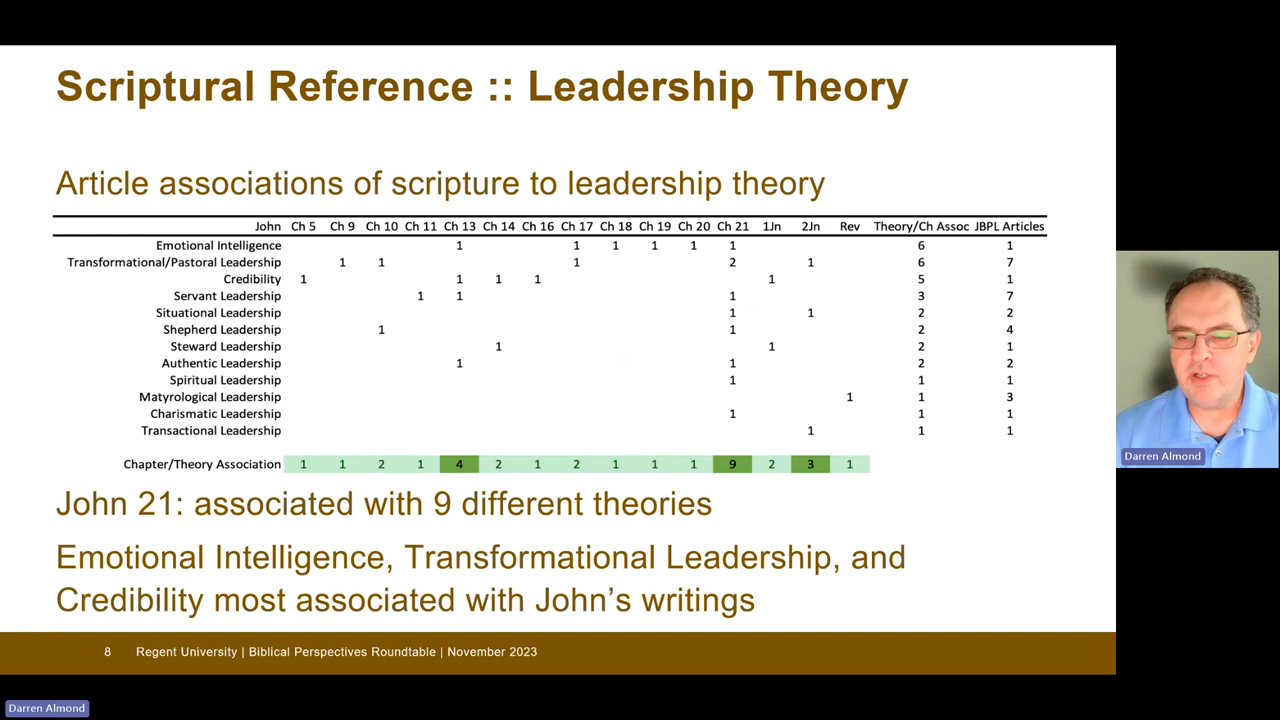 Scriptural Reference :: Leadership Theory
Article associations of scripture to leadership theory
John Ch 5 Ch 9 Ch 10 Ch 11 Ch 13 Ch 14 Ch 16 Ch 17 Ch 18 Ch 19 Ch 20 Ch 21 1Jn 2Jn Rev Theory/Ch Assoc JBPL Articles
Emotional Intelligence 1 1 1 1 1 1 6 1
Transformational/Pastoral Leadership 1 1 1 2 1 6 7
Credibility 1 1 1 1 1 5 1
Servant Leadership 1 1 1 3 7
Situational Leadership 1 1 2 2
Shepherd Leadership 1 1 2 4
Steward Leadership 1 1 2 1
Authentic Leadership 1 1 2 2
Spiritual Leadership 1 1 1
Matyrological Leadership 1 1 3
Charismatic Leadership 1 1 1
Transactional Leadership 1 1 1
Chapter/Theory Association 1 1 2 1 4 2 1 2 1 1 1 9 2 3 1
John 21: associated with 9 different theories
Emotional Intelligence, Transformational Leadership, and
Credibility most associated with John’s writings
8 Regent University | Biblical Perspectives Roundtable | November 2023
Darren Almond
Darren Almond